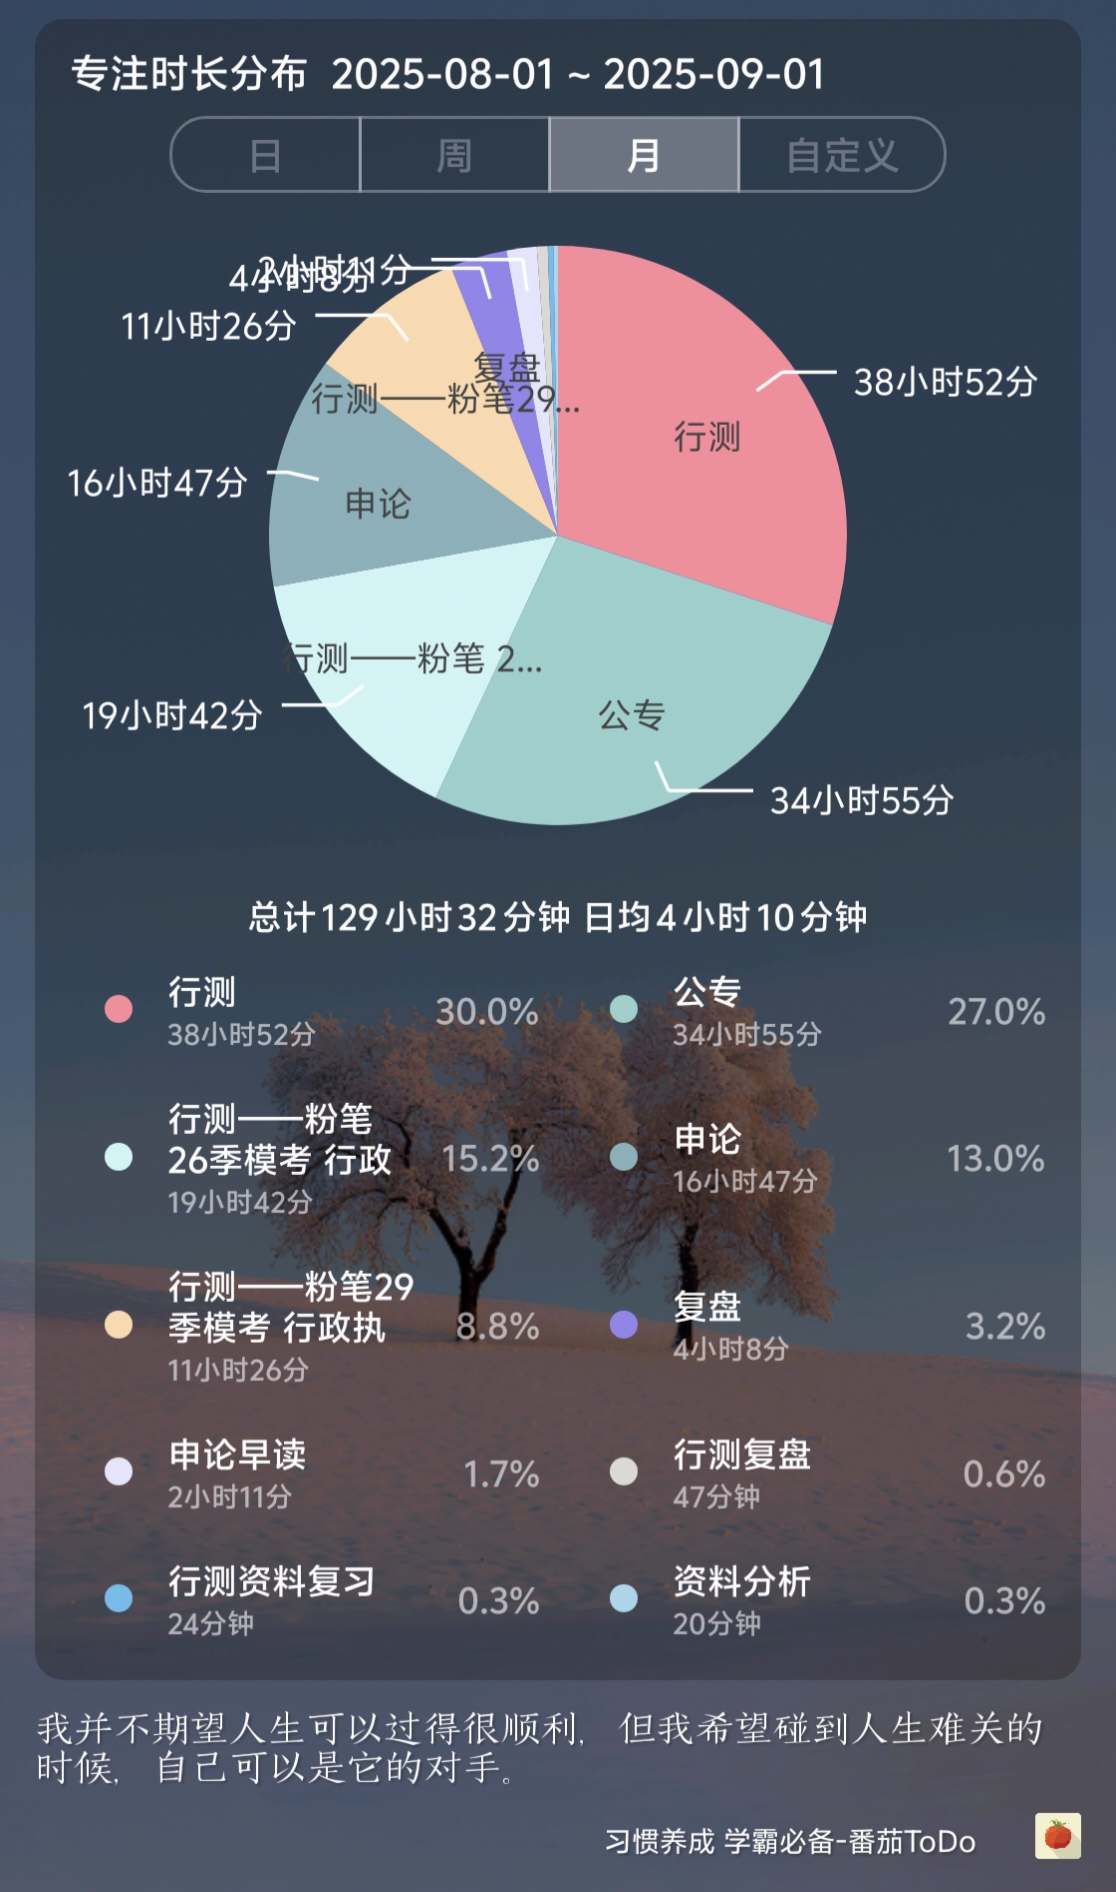 专注时长分布 2025-08-01 ~ 2025-09-01
日 周 月 自定义
2小时11分
4小时8分
11小时26分
复盘
行测——粉笔29...
38小时52分
行测
16小时47分
申论
行测——粉笔 2...
19小时42分
公专
34小时55分
总计129小时32分钟 日均4小时10分钟
行测
38小时52分
30.0%
公专
34小时55分
27.0%
行测——粉笔
26季模考 行政
19小时42分
15.2%
申论
16小时47分
13.0%
行测——粉笔29
季模考 行政执
11小时26分
8.8%
复盘
4小时8分
3.2%
申论早读
2小时11分
1.7%
行测复盘
47分钟
0.6%
行测资料复习
24分钟
0.3%
资料分析
20分钟
0.3%
我并不期望人生可以过得很顺利，但我希望碰到人生难关的
时候，自己可以是它的对手。
习惯养成 学霸必备-番茄ToDo